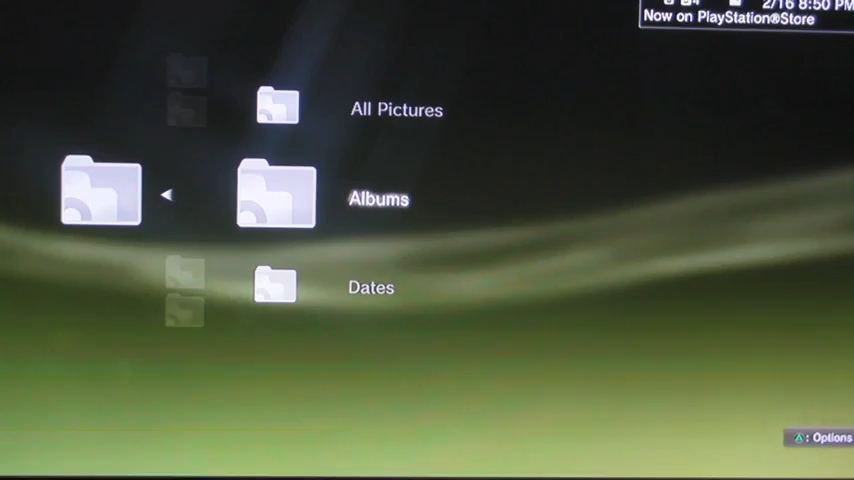 2/16 8:50 PM
Now on PlayStation®Store
All Pictures
Albums
Dates
: Options